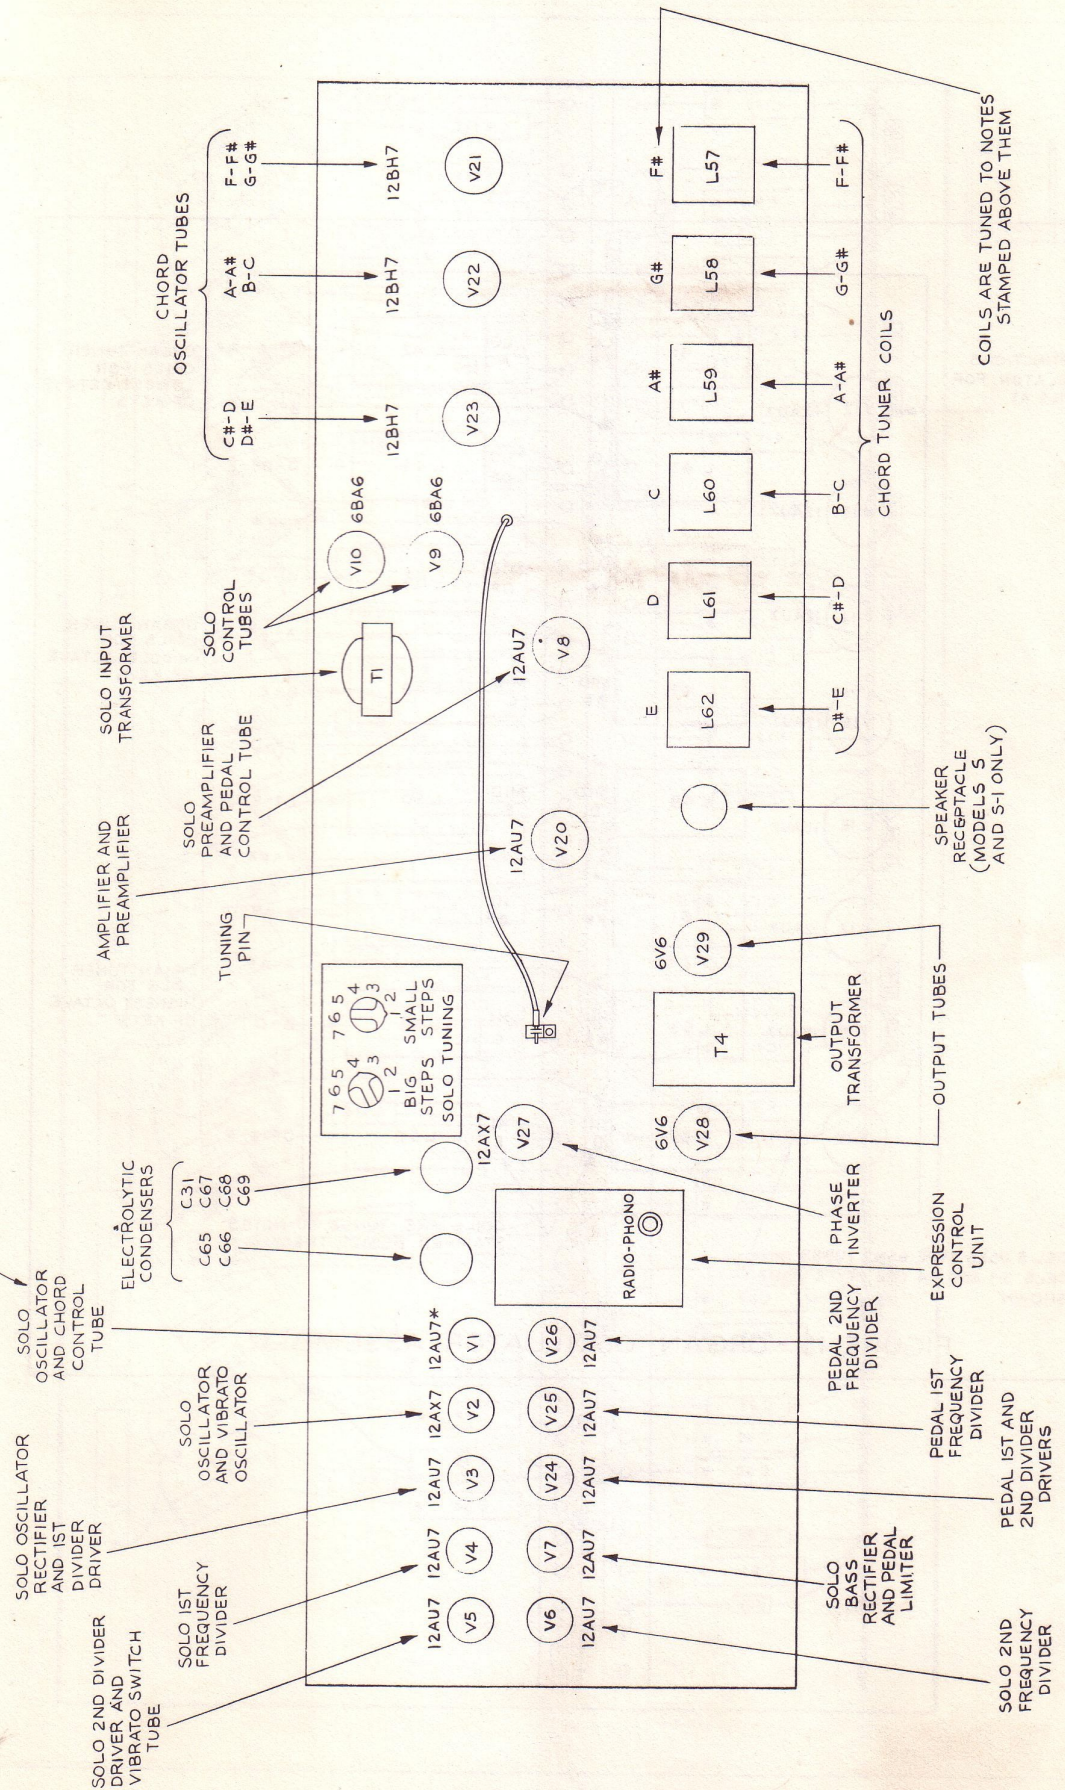 SOLO 2ND DIVIDER
DRIVER AND
VIBRATO SWITCH
TUBE
SOLO OSCILLATOR
RECTIFIER
AND 1ST
DIVIDER
DRIVER
SOLO
OSCILLATOR
AND CHORD
CONTROL
TUBE
SOLO 1ST
FREQUENCY
DIVIDER
SOLO
OSCILLATOR
AND VIBRATO
OSCILLATOR
ELECTROLYTIC*
CONDENSERS
C65
C66
C31
C67
C68
C69
AMPLIFIER AND
PREAMPLIFIER
TUNING
PIN
SOLO INPUT
TRANSFORMER
SOLO
PREAMPLIFIER
AND PEDAL
CONTROL TUBE
SOLO
CONTROL
TUBES
CHORD
OSCILLATOR TUBES
C#-D
D#-E
A-A#
B-C
F-F#
G-G#
12AU7
V5
12AU7
V4
12AU7
V3
12AX7
V2
12AU7*
V1
7 6 5
4
3
1 2
BIG
STEPS
7 6 5
4
3
1 2
SMALL
STEPS
SOLO TUNING
T1
V10
6BA6
V9
6BA6
12BH7
V23
12BH7
V22
12BH7
V21
V6
12AU7
V7
12AU7
V24
12AU7
V25
12AU7
V26
12AU7
RADIO-PHONO
12AX7
V27
12AU7
V20
12AU7
V8
6V6
V28
T4
6V6
V29
E
L62
D
L61
C
L60
A#
L59
G#
L58
F#
L57
D#-E
C#-D
B-C
A-A#
G-G#
F-F#
CHORD TUNER COILS
SOLO 2ND
FREQUENCY
DIVIDER
SOLO
BASS
RECTIFIER
AND PEDAL
LIMITER
PEDAL 1ST AND
2ND DIVIDER
DRIVERS
PEDAL 1ST
FREQUENCY
DIVIDER
PEDAL 2ND
FREQUENCY
DIVIDER
EXPRESSION
CONTROL
UNIT
PHASE
INVERTER
OUTPUT
TRANSFORMER
OUTPUT TUBES
SPEAKER
RECEPTACLE
(MODELS S
AND S-1 ONLY)
COILS ARE TUNED TO NOTES
STAMPED ABOVE THEM